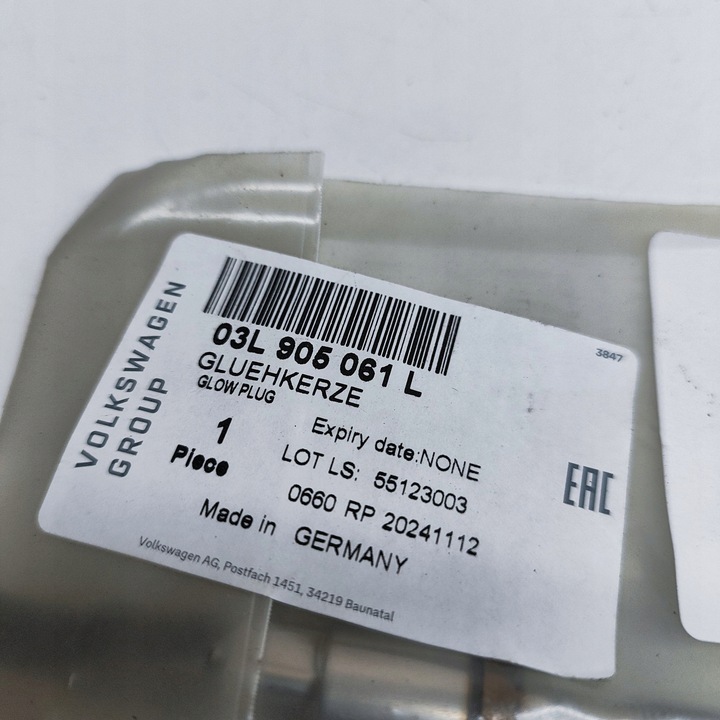 VOLKSWAGEN
GROUP
3847
03L 905 061 L
GLUEHKERZE
GLOW PLUG
1
Piece
Expiry date:NONE
LOT LS: 55123003
0660 RP 20241112
Made in GERMANY
EAC
Volkswagen AG, Postfach 1451, 34219 Baunatal